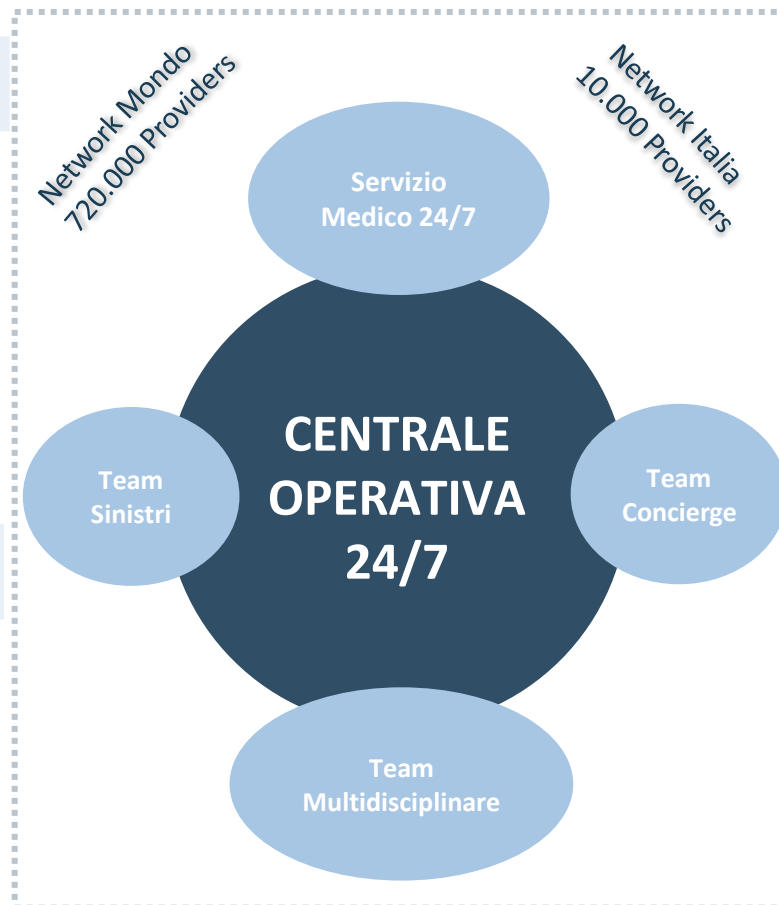 Network Mondo
720.000 Providers
Network Italia
10.000 Providers
Servizio
Medico 24/7
CENTRALE
OPERATIVA
24/7
Team
Sinistri
Team
Concierge
Team
Multidisciplinare